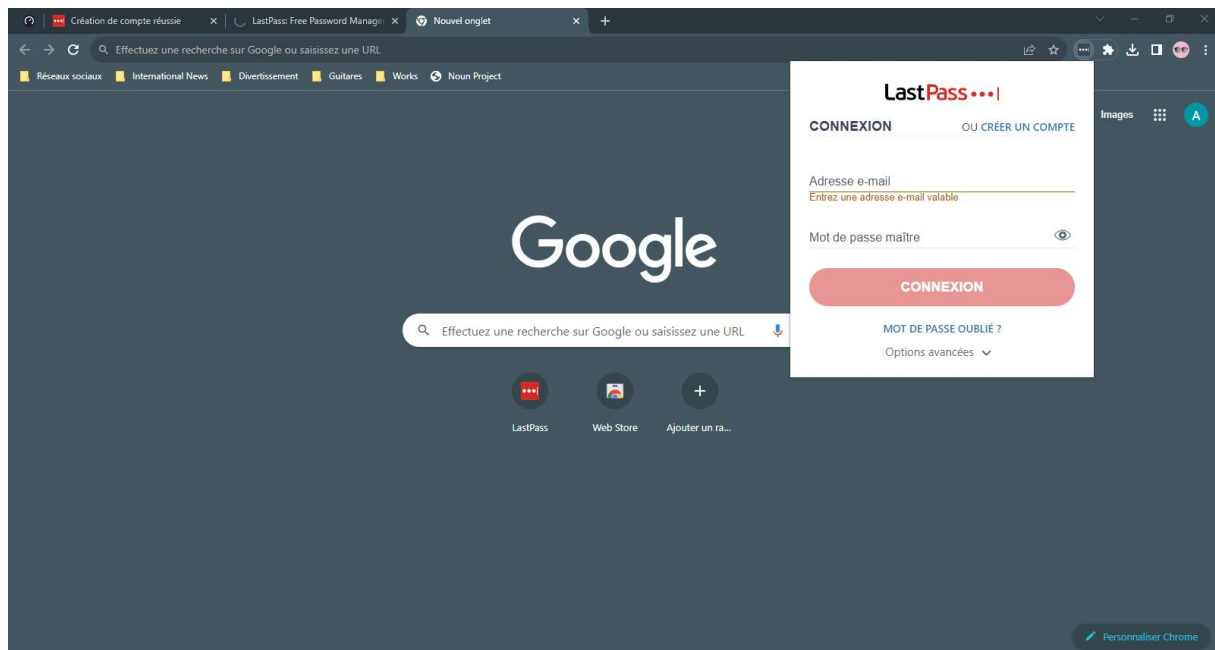 Création de compte réussie
LastPass: Free Password Manage
Nouvel onglet
Effectuez une recherche sur Google ou saisissez une URL
Réseaux sociaux
International News
Divertissement
Guitares
Works
Noun Project
LastPass
CONNEXION
OU CRÉER UN COMPTE
Adresse e-mail
Entrez une adresse e-mail valable
Mot de passe maître
CONNEXION
MOT DE PASSE OUBLIÉ ?
Options avancées
Images
A
Google
Effectuez une recherche sur Google ou saisissez une URL
LastPass
Web Store
Ajouter un ra...
Personnaliser Chrome